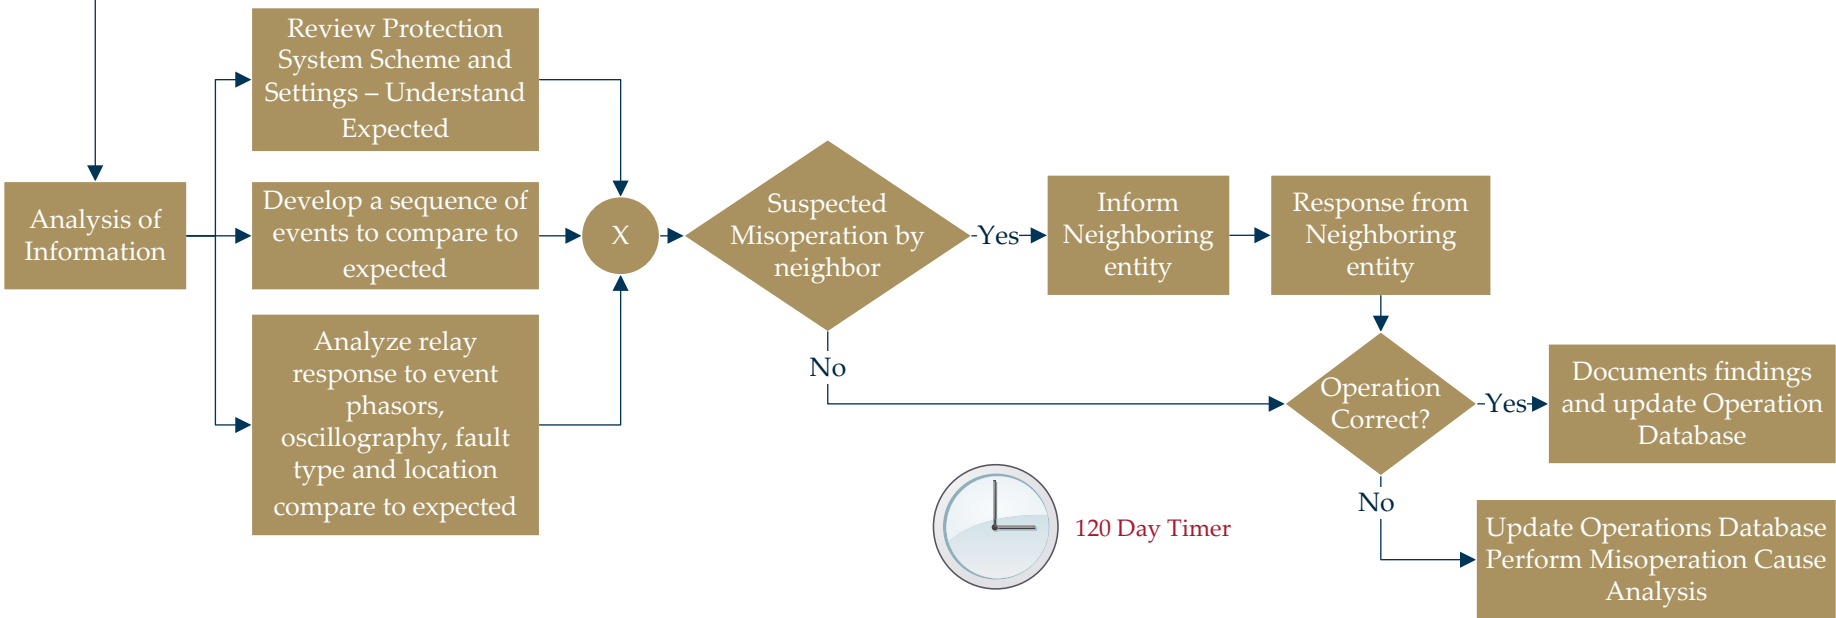 Review Protection
System Scheme and
Settings – Understand
Expected
Analysis of
Information
Develop a sequence of
events to compare to
expected
Analyze relay
response to event
phasors,
oscillography, fault
type and location
compare to expected
X
Suspected
Misoperation by
neighbor
Yes
No
Inform
Neighboring
entity
Response from
Neighboring
entity
Operation
Correct?
Yes
No
Documents findings
and update Operation
Database
Update Operations Database
Perform Misoperation Cause
Analysis
120 Day Timer